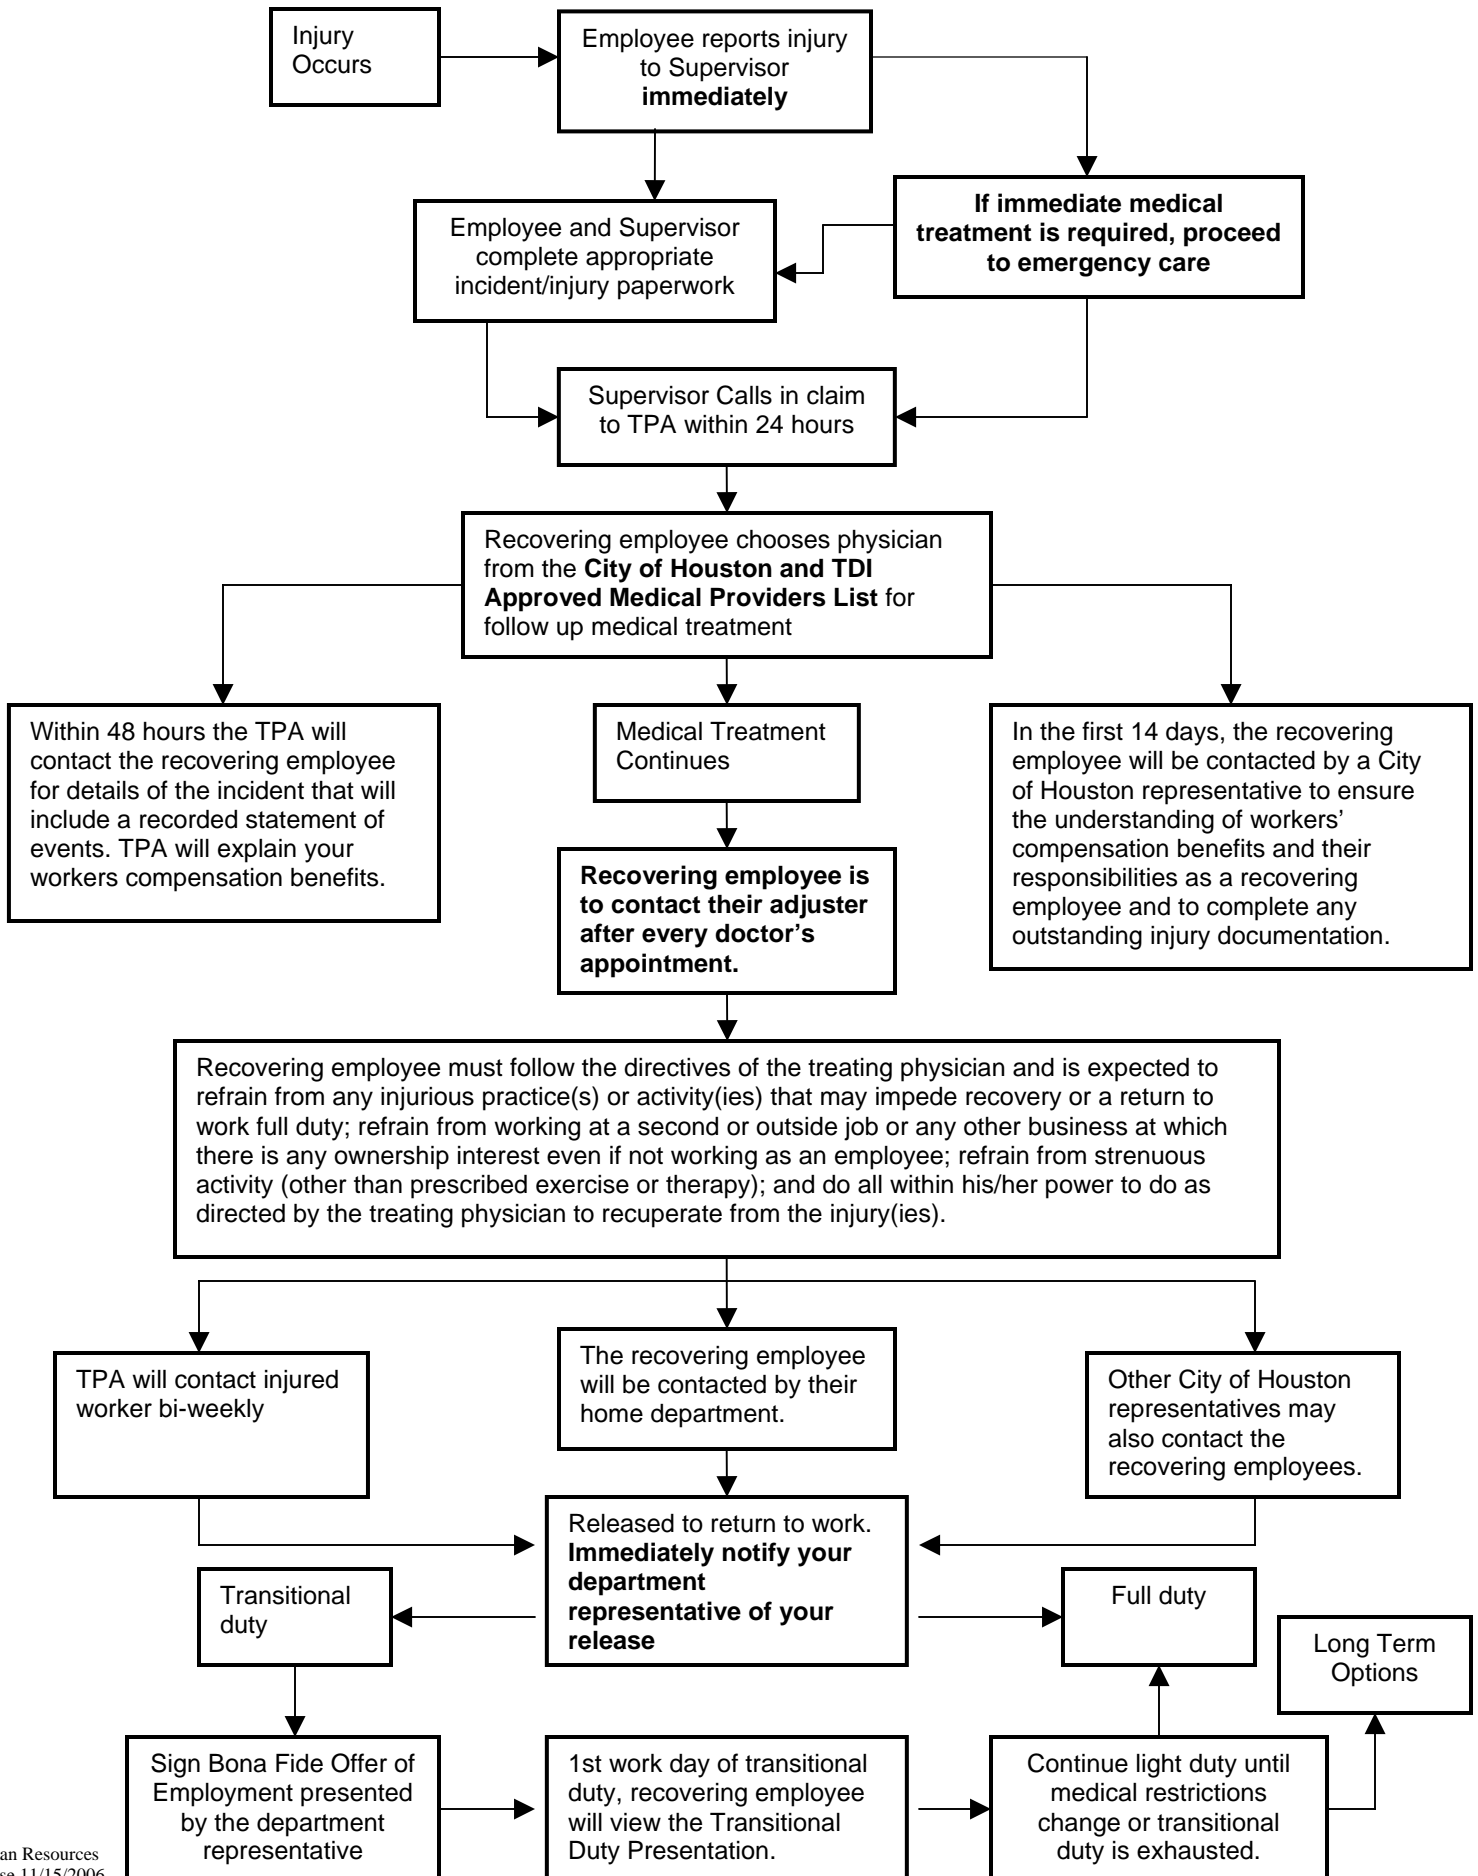 Injury
Occurs
Employee reports injury
to Supervisor
immediately
If immediate medical
treatment is required, proceed
to emergency care
Employee and Supervisor
complete appropriate
incident/injury paperwork
Supervisor Calls in claim
to TPA within 24 hours
Recovering employee chooses physician
from the City of Houston and TDI
Approved Medical Providers List for
follow up medical treatment
Within 48 hours the TPA will
contact the recovering employee
for details of the incident that will
include a recorded statement of
events. TPA will explain your
workers compensation benefits.
Medical Treatment
Continues
In the first 14 days, the recovering
employee will be contacted by a City
of Houston representative to ensure
the understanding of workers’
compensation benefits and their
responsibilities as a recovering
employee and to complete any
outstanding injury documentation.
Recovering employee is
to contact their adjuster
after every doctor’s
appointment.
Recovering employee must follow the directives of the treating physician and is expected to
refrain from any injurious practice(s) or activity(ies) that may impede recovery or a return to
work full duty; refrain from working at a second or outside job or any other business at which
there is any ownership interest even if not working as an employee; refrain from strenuous
activity (other than prescribed exercise or therapy); and do all within his/her power to do as
directed by the treating physician to recuperate from the injury(ies).
TPA will contact injured
worker bi-weekly
The recovering employee
will be contacted by their
home department.
Other City of Houston
representatives may
also contact the
recovering employees.
Released to return to work.
Immediately notify your
department
representative of your
release
Transitional
duty
Full duty
Long Term
Options
Sign Bona Fide Offer of
Employment presented
by the department
representative
1st work day of transitional
duty, recovering employee
will view the Transitional
Duty Presentation.
Continue light duty until
medical restrictions
change or transitional
duty is exhausted.
an Resources
se 11/15/2006